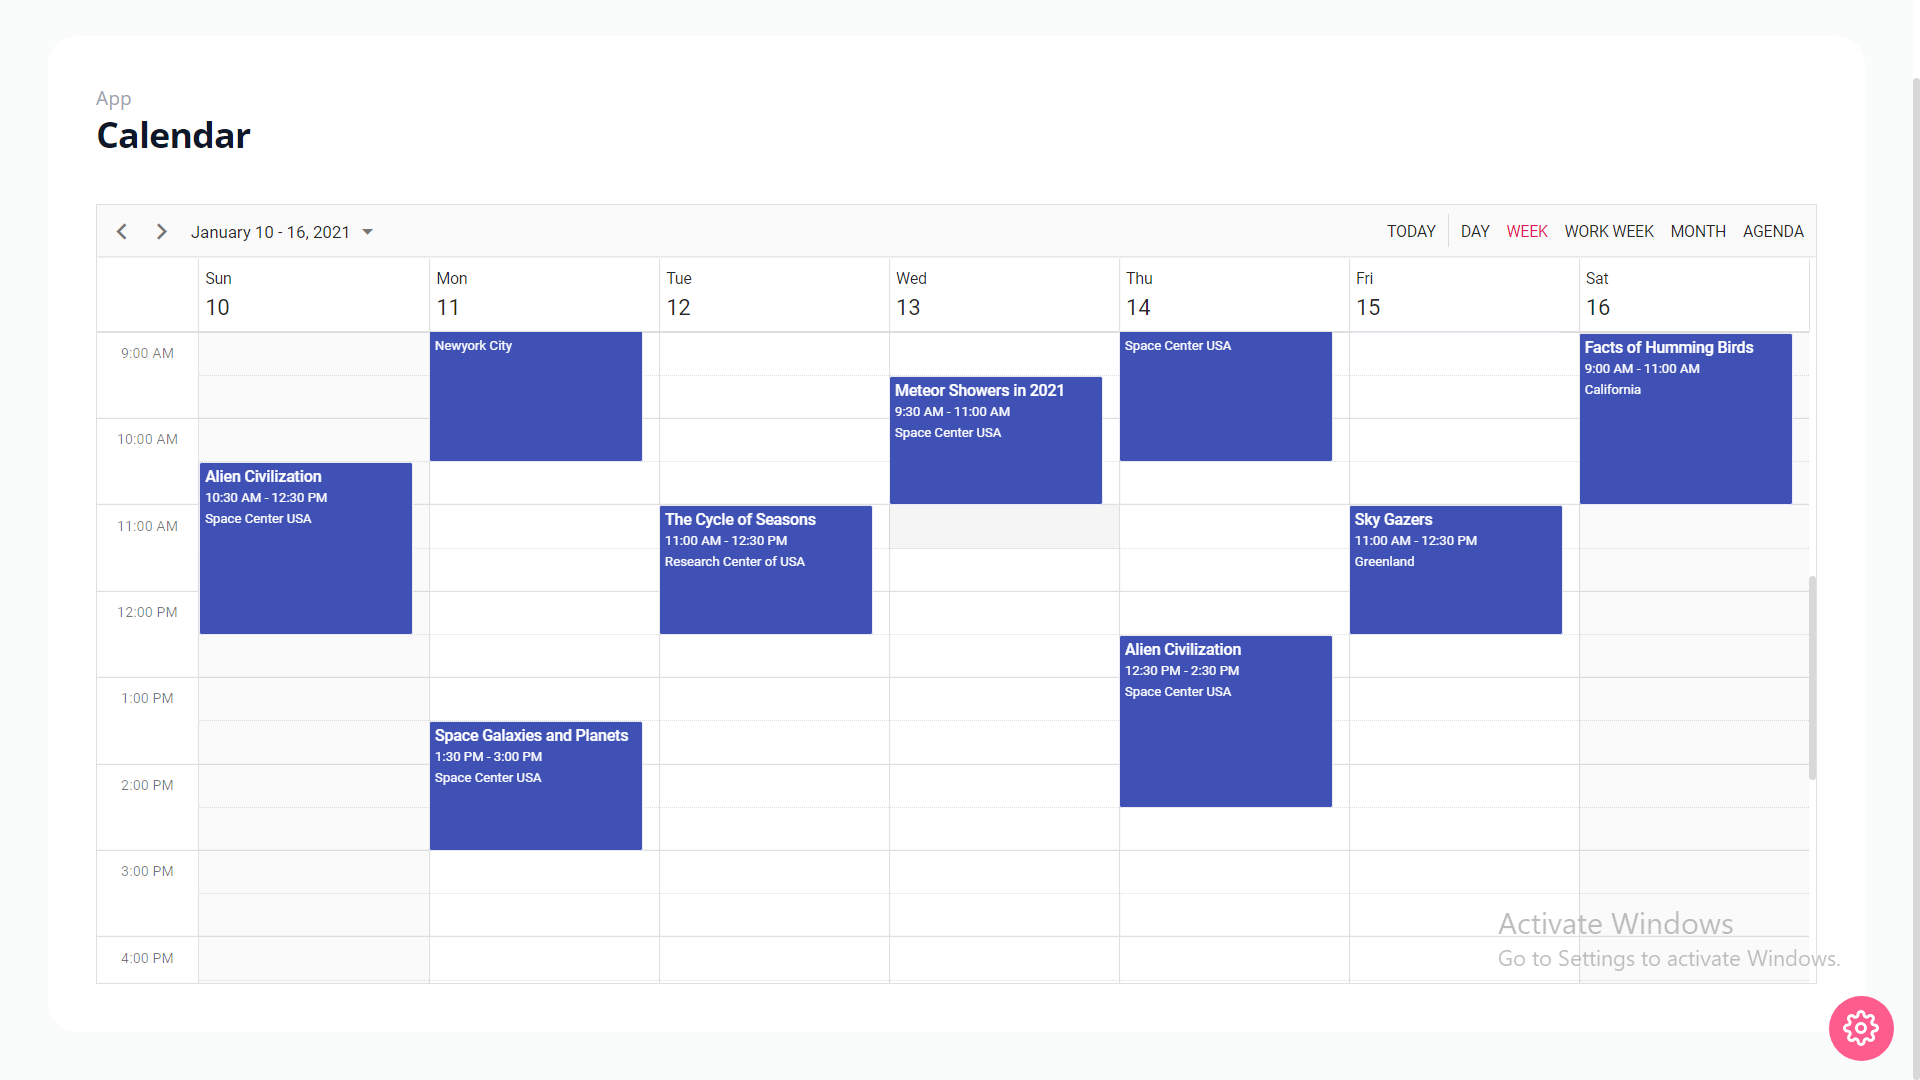 App
Calendar
January 10 - 16, 2021
TODAY DAY WEEK WORK WEEK MONTH AGENDA
Sun Mon Tue Wed Thu Fri Sat
10 11 12 13 14 15 16
9:00 AM
10:00 AM
11:00 AM
12:00 PM
1:00 PM
2:00 PM
3:00 PM
4:00 PM
Alien Civilization
10:30 AM - 12:30 PM
Space Center USA
Newyork City
Space Galaxies and Planets
1:30 PM - 3:00 PM
Space Center USA
The Cycle of Seasons
11:00 AM - 12:30 PM
Research Center of USA
Meteor Showers in 2021
9:30 AM - 11:00 AM
Space Center USA
Space Center USA
Alien Civilization
12:30 PM - 2:30 PM
Space Center USA
Sky Gazers
11:00 AM - 12:30 PM
Greenland
Facts of Humming Birds
9:00 AM - 11:00 AM
California
Activate Windows
Go to Settings to activate Windows.